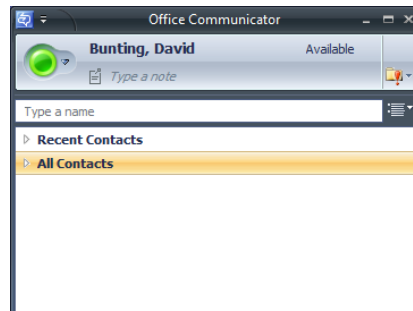 Office Communicator
Bunting, David Available
Type a note
Type a name
Recent Contacts
All Contacts